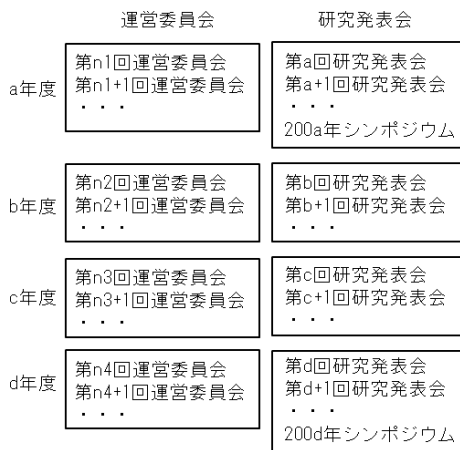 運営委員会
研究発表会
a年度
第n1回運営委員会
第n1+1回運営委員会
・・・
第a回研究発表会
第a+1回研究発表会
・・・
200a年シンポジウム
b年度
第n2回運営委員会
第n2+1回運営委員会
・・・
第b回研究発表会
第b+1回研究発表会
・・・
c年度
第n3回運営委員会
第n3+1回運営委員会
・・・
第c回研究発表会
第c+1回研究発表会
・・・
d年度
第n4回運営委員会
第n4+1回運営委員会
・・・
第d回研究発表会
第d+1回研究発表会
・・・
200d年シンポジウム